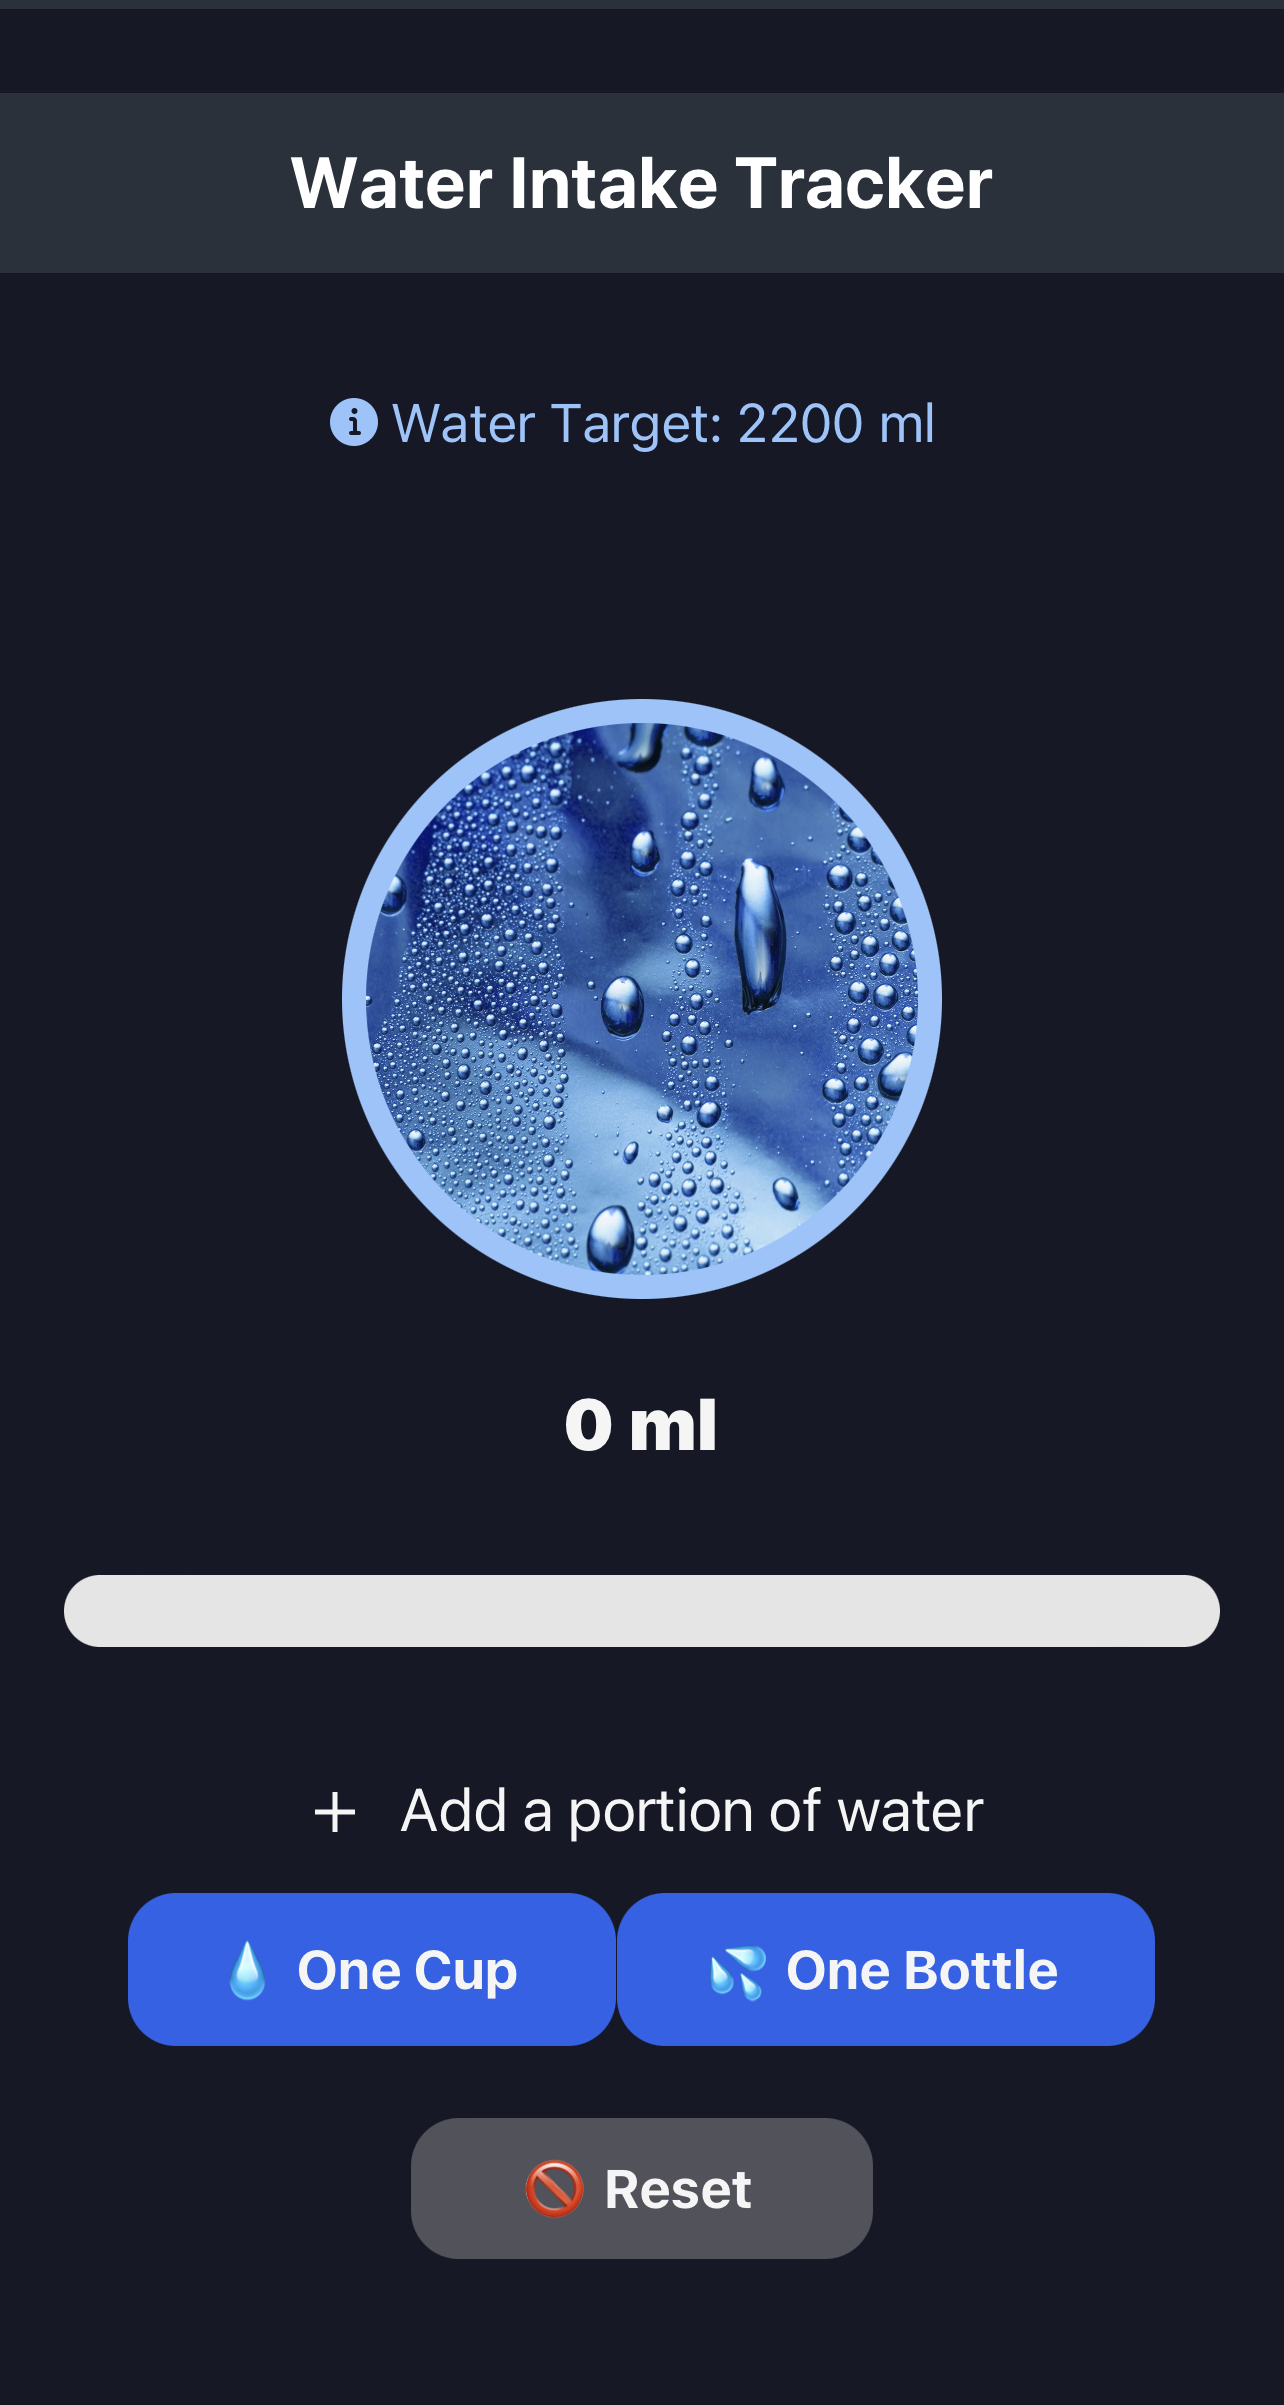 Water Intake Tracker
Water Target: 2200 ml
0 ml
+ Add a portion of water
💧 One Cup
💦 One Bottle
🚫 Reset